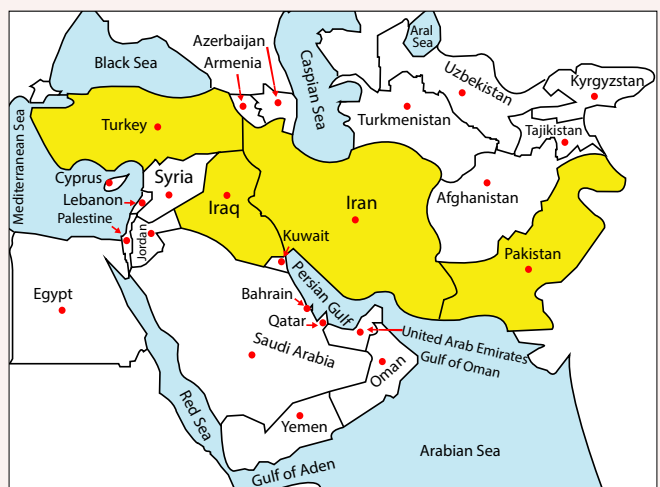 Aral
Sea
Azerbaijan
Armenia
Black Sea
Caspian Sea
Uzbekistan
Kyrgyzstan
Turkmenistan
Tajikistan
Mediterranean Sea
Turkey
Cyprus
Syria
Lebanon
Palestine
Jordan
Iraq
Iran
Afghanistan
Pakistan
Kuwait
Persian Gulf
Egypt
Bahrain
Qatar
Saudi Arabia
United Arab Emirates
Gulf of Oman
Oman
Red Sea
Yemen
Arabian Sea
Gulf of Aden